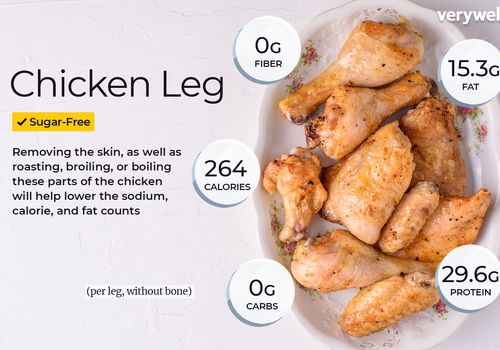 verywel
0G
FIBER
15.3G
FAT
Chicken Leg
Sugar-Free
Removing the skin, as well as
roasting, broiling, or boiling
these parts of the chicken
will help lower the sodium,
calorie, and fat counts
264
CALORIES
(per leg, without bone)
0G
CARBS
29.6G
PROTEIN